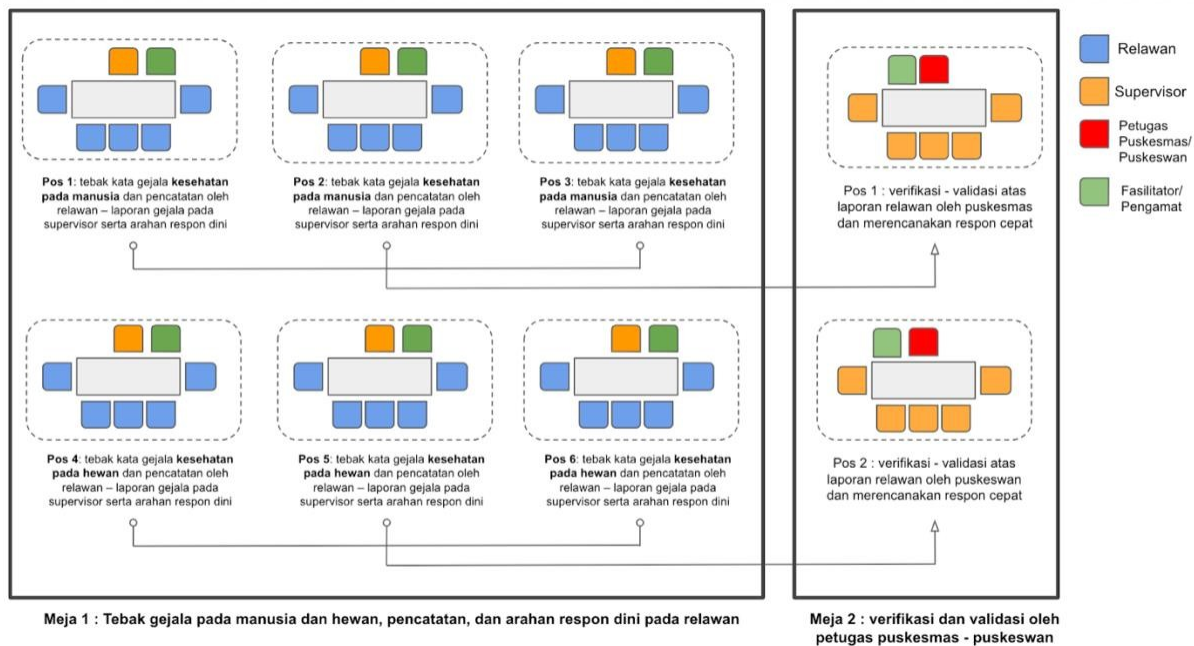 Pos 1: tebak kata gejala kesehatan
pada manusia dan pencatatan oleh
relawan – laporan gejala pada
supervisor serta arahan respon dini
Pos 2: tebak kata gejala kesehatan
pada manusia dan pencatatan oleh
relawan – laporan gejala pada
supervisor serta arahan respon dini
Pos 3: tebak kata gejala kesehatan
pada manusia dan pencatatan oleh
relawan – laporan gejala pada
supervisor serta arahan respon dini
Pos 4: tebak kata gejala kesehatan
pada hewan dan pencatatan oleh
relawan – laporan gejala pada
supervisor serta arahan respon dini
Pos 5: tebak kata gejala kesehatan
pada hewan dan pencatatan oleh
relawan – laporan gejala pada
supervisor serta arahan respon dini
Pos 6: tebak kata gejala kesehatan
pada hewan dan pencatatan oleh
relawan – laporan gejala pada
supervisor serta arahan respon dini
Meja 1 : Tebak gejala pada manusia dan hewan, pencatatan, dan arahan respon dini pada relawan
Pos 1 : verifikasi - validasi atas
laporan relawan oleh puskesmas
dan merencanakan respon cepat
Pos 2 : verifikasi - validasi atas
laporan relawan oleh puskeswan
dan merencanakan respon cepat
Meja 2 : verifikasi dan validasi oleh
petugas puskesmas - puskeswan
Relawan
Supervisor
Petugas
Puskesmas/
Puskeswan
Fasilitator/
Pengamat